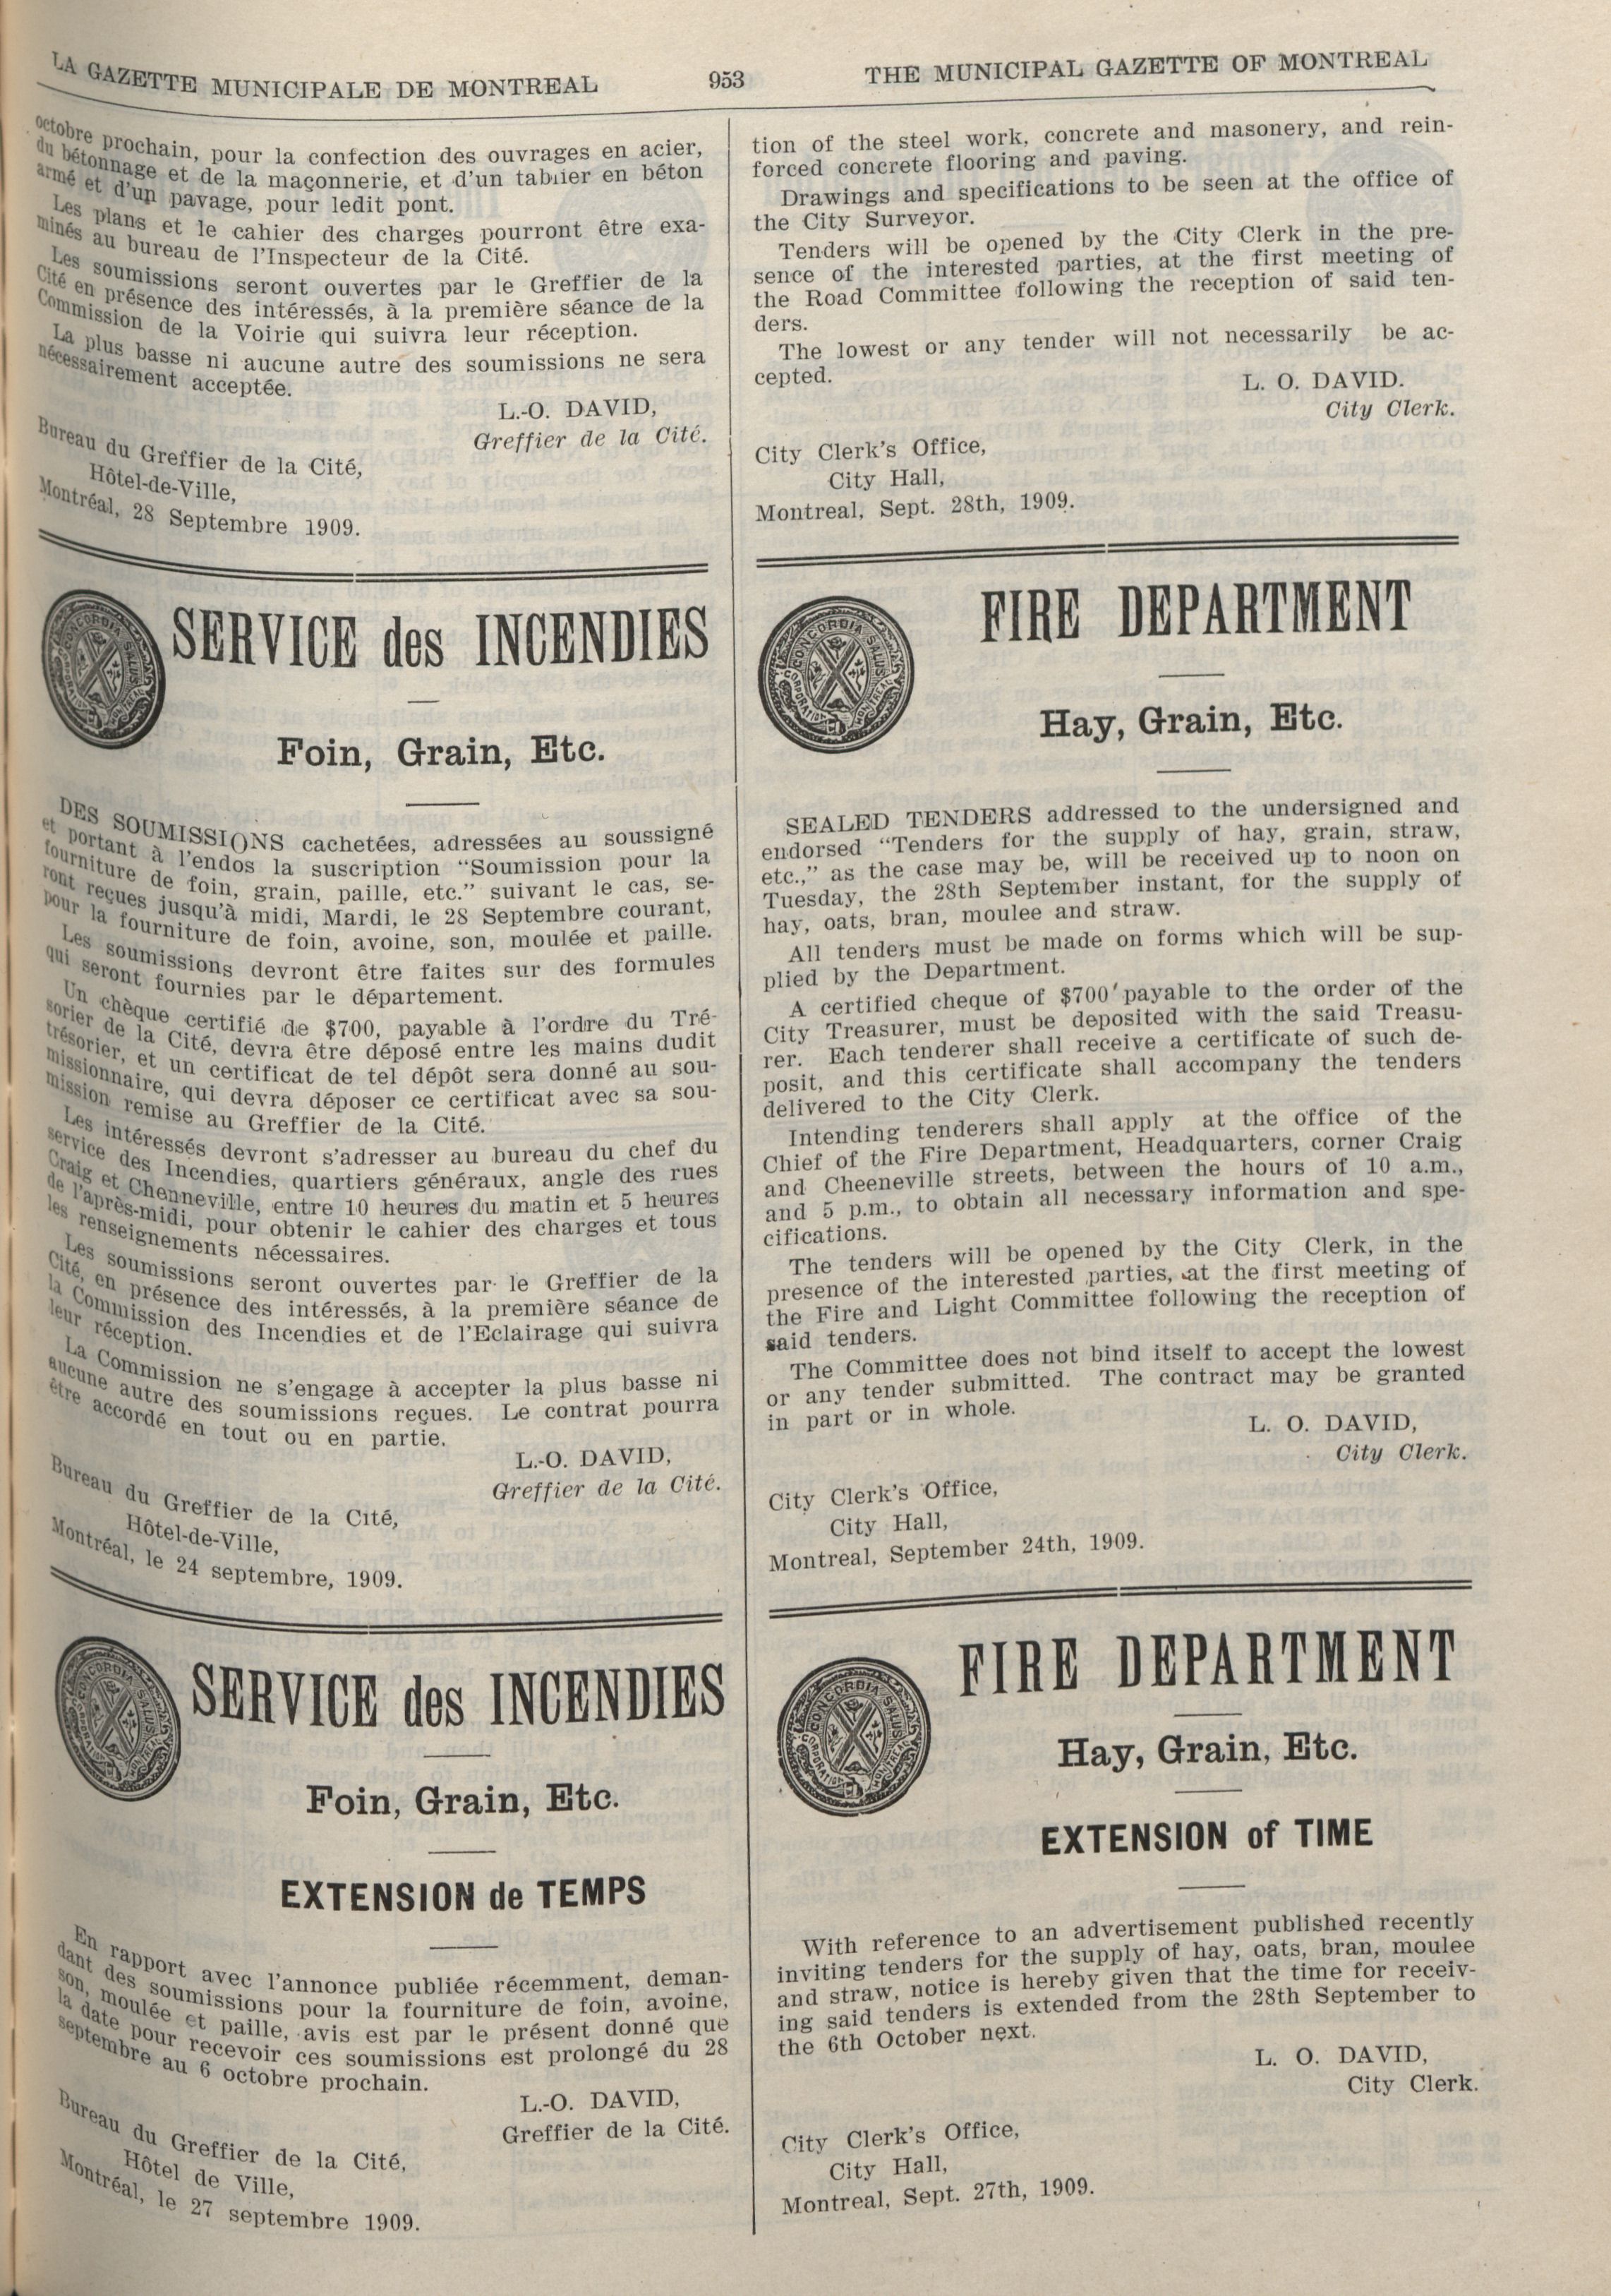 LA GAZETTE MUNICIPALE DE MONTREAL
953
THE MUNICIPAL GAZETTE OF MONTREAL
octobre prochain, pour la confection des ouvrages en acier,
du bétonnage et de la maçonnerie, et d'un tablier en béton
armé et d'un pavage, pour ledit pont.
Les plans et le cahier des charges pourront être exa-
minés au bureau de l'Inspecteur de la Cité.
Les soumissions seront ouvertes par le Greffier de la
Cité en présence des intéressés, à la première séance de la
Commission de la Voirie qui suivra leur réception.
La plus basse ni aucune autre des soumissions ne sera
nécessairement acceptée.
L.-O. DAVID,
Greffier de la Cité.
Bureau du Greffier de la Cité,
Hôtel-de-Ville,
Montréal, 28 Septembre 1909.
SERVICE des INCENDIES
CONCORDIA SALUS
Foin, Grain, Etc.
DES SOUMISSIONS cachetées, adressées au soussigné
et portant à l'endos la suscription "Soumission pour la
fourniture de foin, grain, paille, etc." suivant le cas, se-
ront reçues jusqu'à midi, Mardi, le 28 Septembre courant,
pour la fourniture de foin, avoine, son, moulée et paille.
Les soumissions devront être faites sur des formules
qui seront fournies par le département.
Un chèque certifié de $700, payable à l'ordre du Tré-
sorier de la Cité, devra être déposé entre les mains dudit
trésorier, et un certificat de tel dépôt sera donné au sou-
missionnaire, qui devra déposer ce certificat avec sa sou-
mission remise au Greffier de la Cité.
Les intéressés devront s'adresser au bureau du chef du
service des Incendies, quartiers généraux, angle des rues
Craig et Chenneville, entre 10 heures du matin et 5 heures
de l'après-midi, pour obtenir le cahier des charges et tous
les renseignements nécessaires.
Les soumissions seront ouvertes par le Greffier de la
Cité, en présence des intéressés, à la première séance de
la Commission des Incendies et de l'Eclairage qui suivra
leur réception.
La Commission ne s'engage à accepter la plus basse ni
aucune autre des soumissions reçues. Le contrat pourra
être accordé en tout ou en partie.
L.-O. DAVID,
Greffier de la Cité.
Bureau du Greffier de la Cité,
Hôtel-de-Ville,
Montréal, le 24 septembre, 1909.
SERVICE des INCENDIES
CONCORDIA SALUS
Foin, Grain, Etc.
EXTENSION de TEMPS
En rapport avec l'annonce publiée récemment, deman-
dant des soumissions pour la fourniture de foin, avoine,
son, moulée et paille, avis est par le présent donné que
la date pour recevoir ces soumissions est prolongé du 28
septembre au 6 octobre prochain.
L.-O. DAVID,
Greffier de la Cité.
Bureau du Greffier de la Cité,
Hôtel de Ville,
Montréal, le 27 septembre 1909.
tion of the steel work, concrete and masonery, and rein-
forced concrete flooring and paving.
Drawings and specifications to be seen at the office of
the City Surveyor.
Tenders will be opened by the City Clerk in the pre-
sence of the interested parties, at the first meeting of
the Road Committee following the reception of said ten-
ders.
The lowest or any tender will not necessarily be ac-
cepted.
L. O. DAVID.
City Clerk.
City Clerk's Office,
City Hall,
Montreal, Sept. 28th, 1909.
FIRE DEPARTMENT
CONCORDIA SALUS
CORPORATION MONTREAL
Hay, Grain, Etc.
SEALED TENDERS addressed to the undersigned and
endorsed "Tenders for the supply of hay, grain, straw,
etc.," as the case may be, will be received up to noon on
Tuesday, the 28th September instant, for the supply of
hay, oats, bran, moulee and straw.
All tenders must be made on forms which will be sup-
plied by the Department.
A certified cheque of $700 payable to the order of the
City Treasurer, must be deposited with the said Treasu-
rer. Each tenderer shall receive a certificate of such de-
posit, and this certificate shall accompany the tenders
delivered to the City Clerk.
Intending tenderers shall apply at the office of the
Chief of the Fire Department, Headquarters, corner Craig
and Cheeneville streets, between the hours of 10 a.m.,
and 5 p.m., to obtain all necessary information and spe-
cifications.
The tenders will be opened by the City Clerk, in the
presence of the interested parties, at the first meeting of
the Fire and Light Committee following the reception of
said tenders.
The Committee does not bind itself to accept the lowest
or any tender submitted. The contract may be granted
in part or in whole.
L. O. DAVID,
City Clerk.
City Clerk's Office,
City Hall,
Montreal, September 24th, 1909.
FIRE DEPARTMENT
CONCORDIA SALUS
CORPORATION MONTREAL
Hay, Grain, Etc.
EXTENSION of TIME
With reference to an advertisement published recently
inviting tenders for the supply of hay, oats, bran, moulee
and straw, notice is hereby given that the time for receiv-
ing said tenders is extended from the 28th September to
the 6th October next.
L. O. DAVID,
City Clerk.
City Clerk's Office,
City Hall,
Montreal, Sept. 27th, 1909.